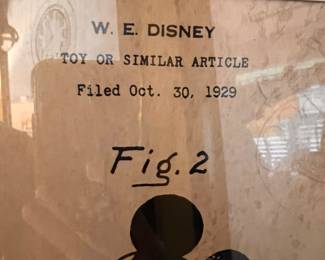 W. E. DISNEY
TOY OR SIMILAR ARTICLE
Filed Oct. 30, 1929
Fig. 2